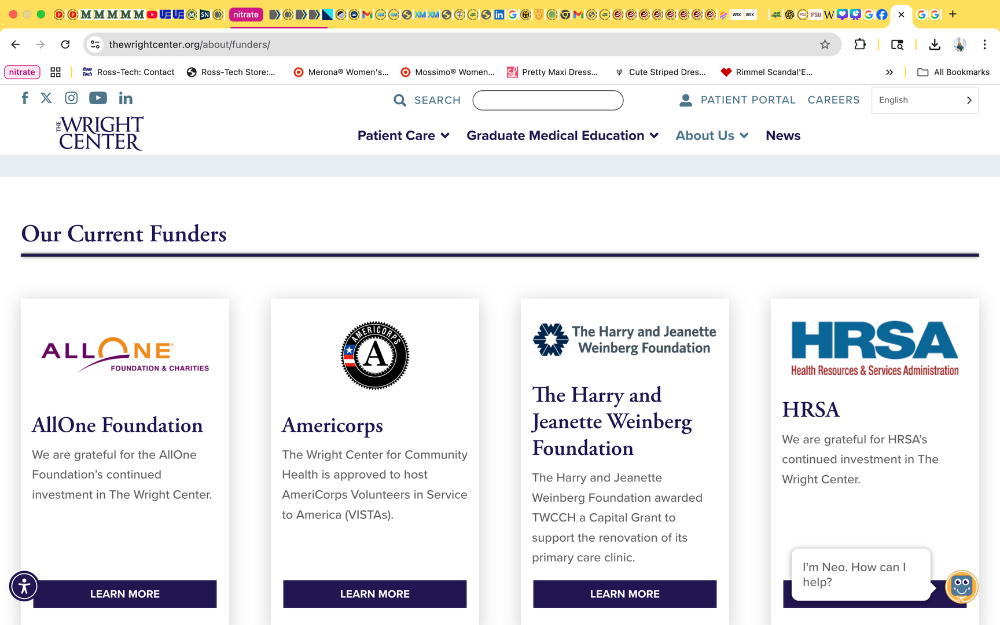 nitrate
WIX WIX
FSU
W
thewrightcenter.org/about/funders/
nitrate
Ross-Tech: Contact
Ross-Tech Store:...
Merona® Women's...
Mossimo® Women...
Pretty Maxi Dress...
Cute Striped Dres...
Rimmel Scandal'E...
All Bookmarks
SEARCH
PATIENT PORTAL
CAREERS
English
THE WRIGHT
CENTER
Patient Care
Graduate Medical Education
About Us
News
Our Current Funders
ALLONE®
FOUNDATION & CHARITIES
AllOne Foundation
We are grateful for the AllOne
Foundation’s continued
investment in The Wright Center.
LEARN MORE
AMERICORPS
A
Americorps
The Wright Center for Community
Health is approved to host
AmeriCorps Volunteers in Service
to America (VISTAs).
LEARN MORE
The Harry and Jeanette
Weinberg Foundation
The Harry and
Jeanette Weinberg
Foundation
The Harry and Jeanette
Weinberg Foundation awarded
TWCCH a Capital Grant to
support the renovation of its
primary care clinic.
LEARN MORE
HRSA
Health Resources & Services Administration
HRSA
We are grateful for HRSA’s
continued investment in The
Wright Center.
I'm Neo. How can I
help?